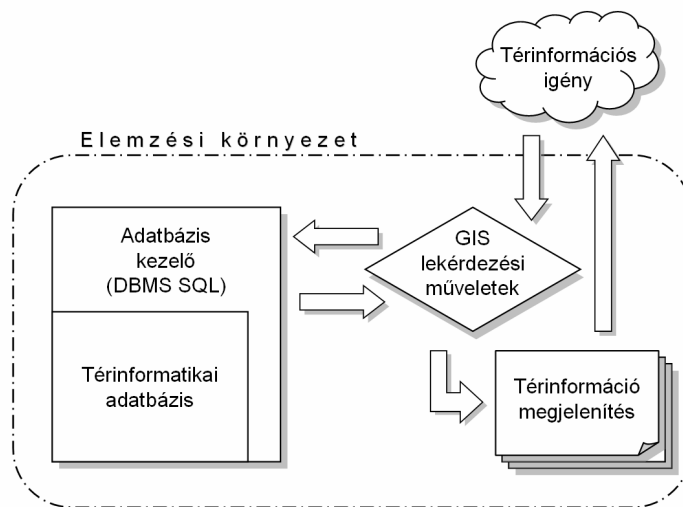 Térinformációs
igény
Elemzési környezet
Adatbázis
kezelő
(DBMS SQL)
GIS
lekérdezési
műveletek
Térinformatikai
adatbázis
Térinformáció
megjelenítés